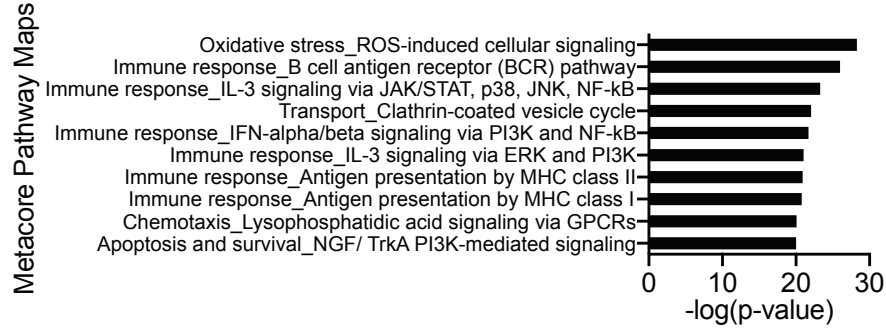 Metacore Pathway Maps
Oxidative stress_ROS-induced cellular signaling
Immune response_B cell antigen receptor (BCR) pathway
Immune response_IL-3 signaling via JAK/STAT, p38, JNK, NF-kB
Transport_Clathrin-coated vesicle cycle
Immune response_IFN-alpha/beta signaling via PI3K and NF-kB
Immune response_IL-3 signaling via ERK and PI3K
Immune response_Antigen presentation by MHC class II
Immune response_Antigen presentation by MHC class I
Chemotaxis_Lysophosphatidic acid signaling via GPCRs
Apoptosis and survival_NGF/ TrkA PI3K-mediated signaling
0 10 20 30
-log(p-value)